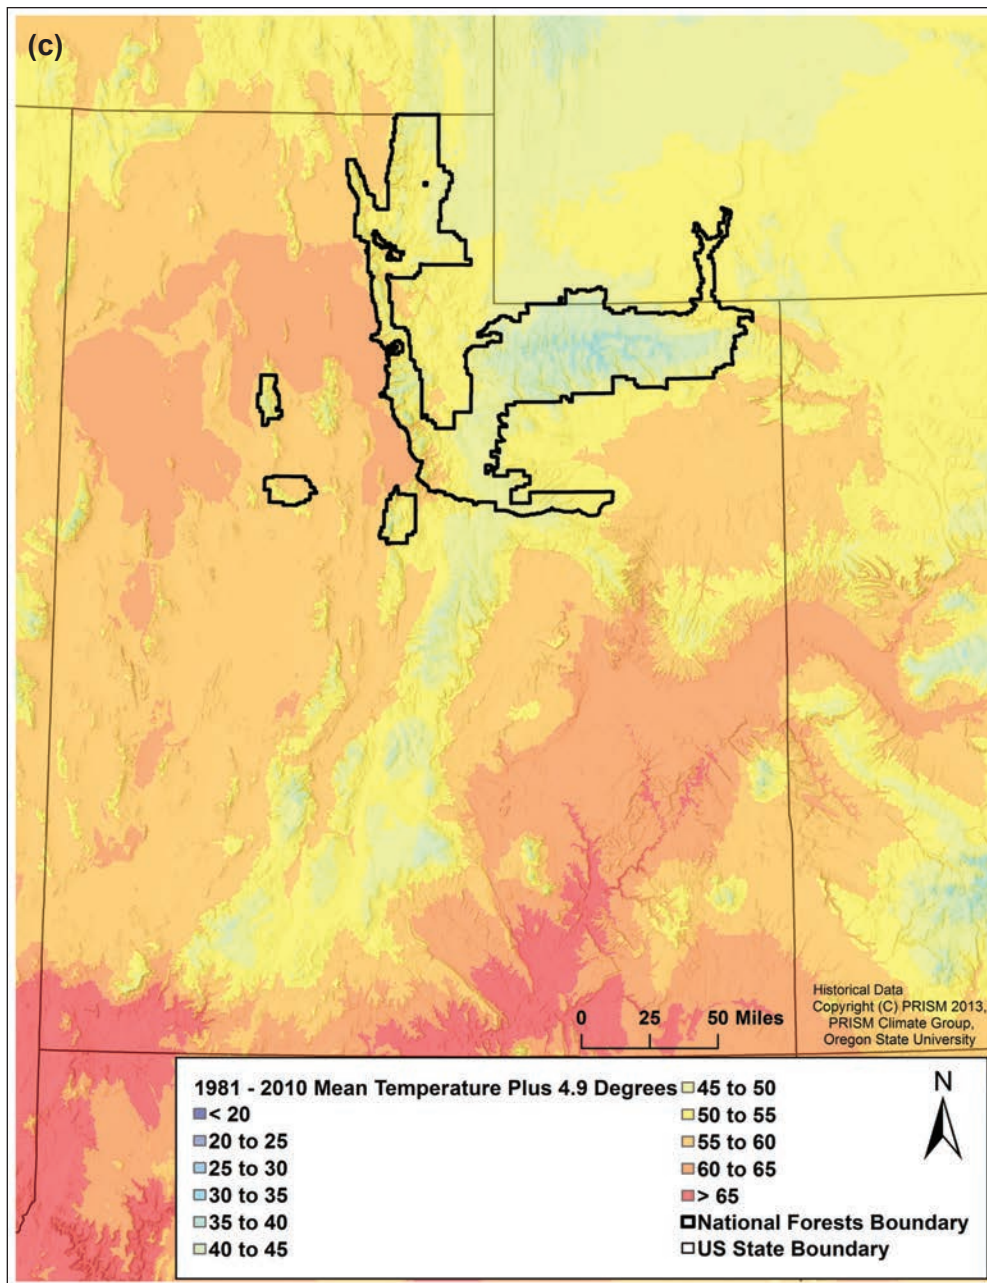 (c)
Historical Data
Copyright (C) PRISM 2013,
PRISM Climate Group,
Oregon State University
0 25 50 Miles
1981 - 2010 Mean Temperature Plus 4.9 Degrees
< 20
20 to 25
25 to 30
30 to 35
35 to 40
40 to 45
45 to 50
50 to 55
55 to 60
60 to 65
> 65
National Forests Boundary
US State Boundary
N